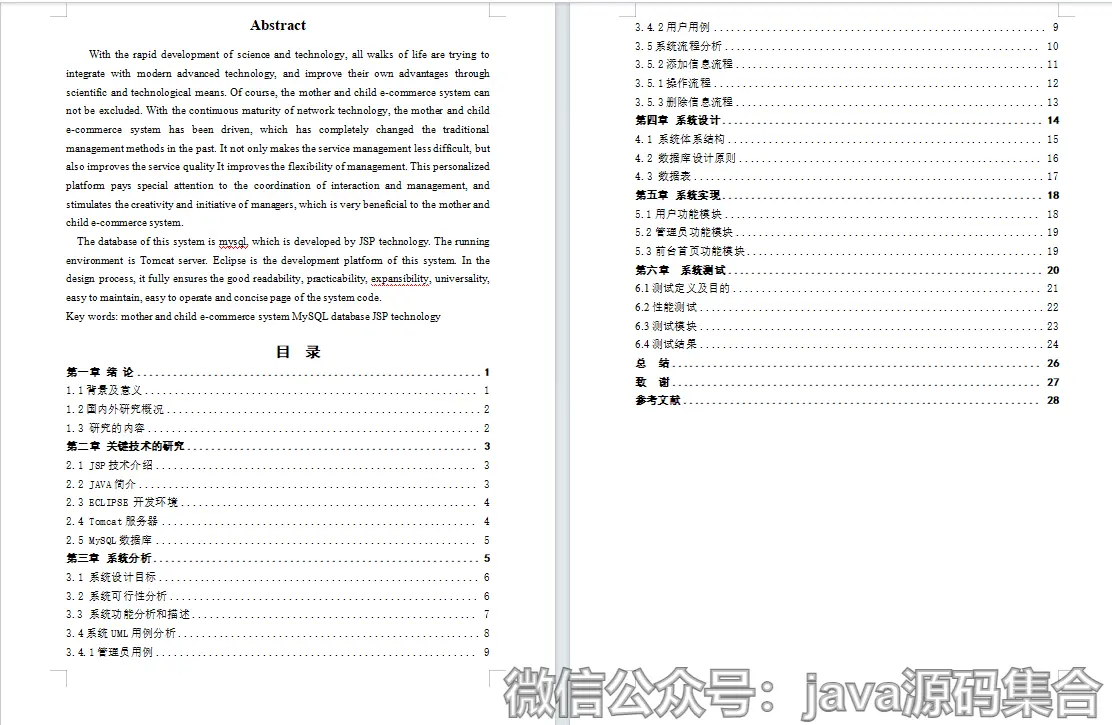 Abstract
With the rapid development of science and technology, all walks of life are trying to
integrate with modern advanced technology, and improve their own advantages through
scientific and technological means. Of course, the mother and child e-commerce system can
not be excluded. With the continuous maturity of network technology, the mother and child
e-commerce system has been driven, which has completely changed the traditional
management methods in the past. It not only makes the service management less difficult, but
also improves the service quality It improves the flexibility of management. This personalized
platform pays special attention to the coordination of interaction and management, and
stimulates the creativity and initiative of managers, which is very beneficial to the mother and
child e-commerce system.
The database of this system is mysql, which is developed by JSP technology. The running
environment is Tomcat server. Eclipse is the development platform of this system. In the
design process, it fully ensures the good readability, practicability, expansibility, universality,
easy to maintain, easy to operate and concise page of the system code.
Key words: mother and child e-commerce system MySQL database JSP technology
目 录
第一章 绪 论 1
1.1背景及意义 1
1.2国内外研究概况 2
1.3 研究的内容 2
第二章 关键技术的研究 3
2.1 JSP技术介绍 3
2.2 JAVA简介 3
2.3 ECLIPSE 开发环境 4
2.4 Tomcat服务器 4
2.5 MySQL数据库 5
第三章 系统分析 5
3.1 系统设计目标 6
3.2 系统可行性分析 6
3.3 系统功能分析和描述 7
3.4系统UML用例分析 8
3.4.1管理员用例 9
3.4.2用户用例 9
3.5系统流程分析 10
3.5.2添加信息流程 11
3.5.1操作流程 12
3.5.3删除信息流程 13
第四章 系统设计 14
4.1 系统体系结构 15
4.2 数据库设计原则 16
4.3 数据表 17
第五章 系统实现 18
5.1用户功能模块 18
5.2管理员功能模块 19
5.3前台首页功能模块 19
第六章 系统测试 20
6.1测试定义及目的 21
6.2性能测试 22
6.3测试模块 23
6.4测试结果 24
总 结 26
致 谢 27
参考文献 28
微信公众号：java源码集合